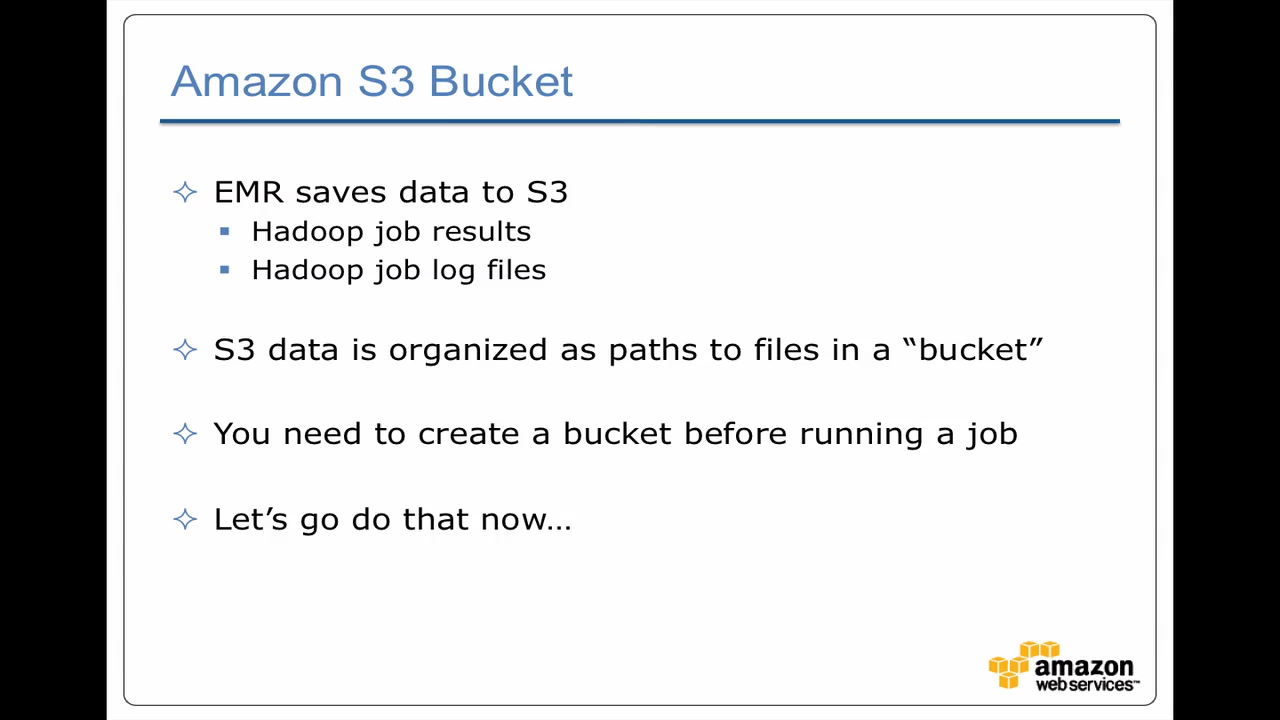 Amazon S3 Bucket
EMR saves data to S3
Hadoop job results
Hadoop job log files
S3 data is organized as paths to files in a “bucket”
You need to create a bucket before running a job
Let’s go do that now…
amazon
webservices™